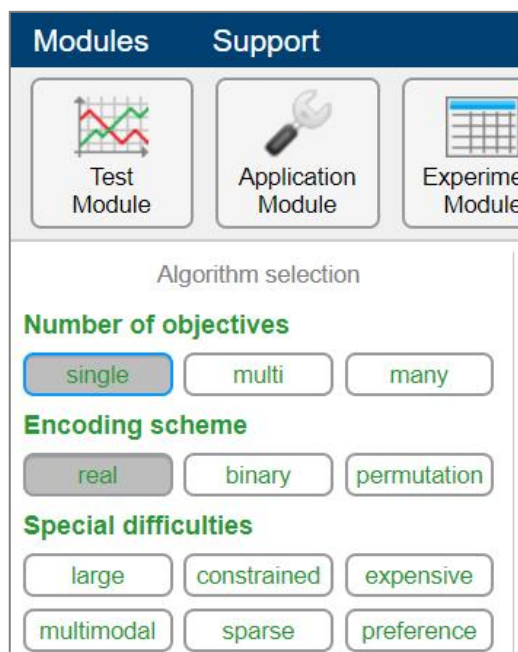 Modules Support
Test Module
Application Module
Module
Algorithm selection
Number of objectives
single multi many
Encoding scheme
real binary permutation
Special difficulties
large constrained expensive
multimodal sparse preference